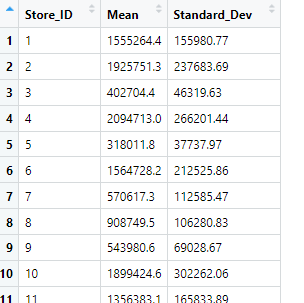 Store_ID Mean Standard_Dev
1 1 1555264.4 155980.77
2 2 1925751.3 237683.69
3 3 402704.4 46319.63
4 4 2094713.0 266201.44
5 5 318011.8 37737.97
6 6 1564728.2 212525.86
7 7 570617.3 112585.47
8 8 908749.5 106280.83
9 9 543980.6 69028.67
10 10 1899424.6 302262.06
11 11 1356383.1 165833.89